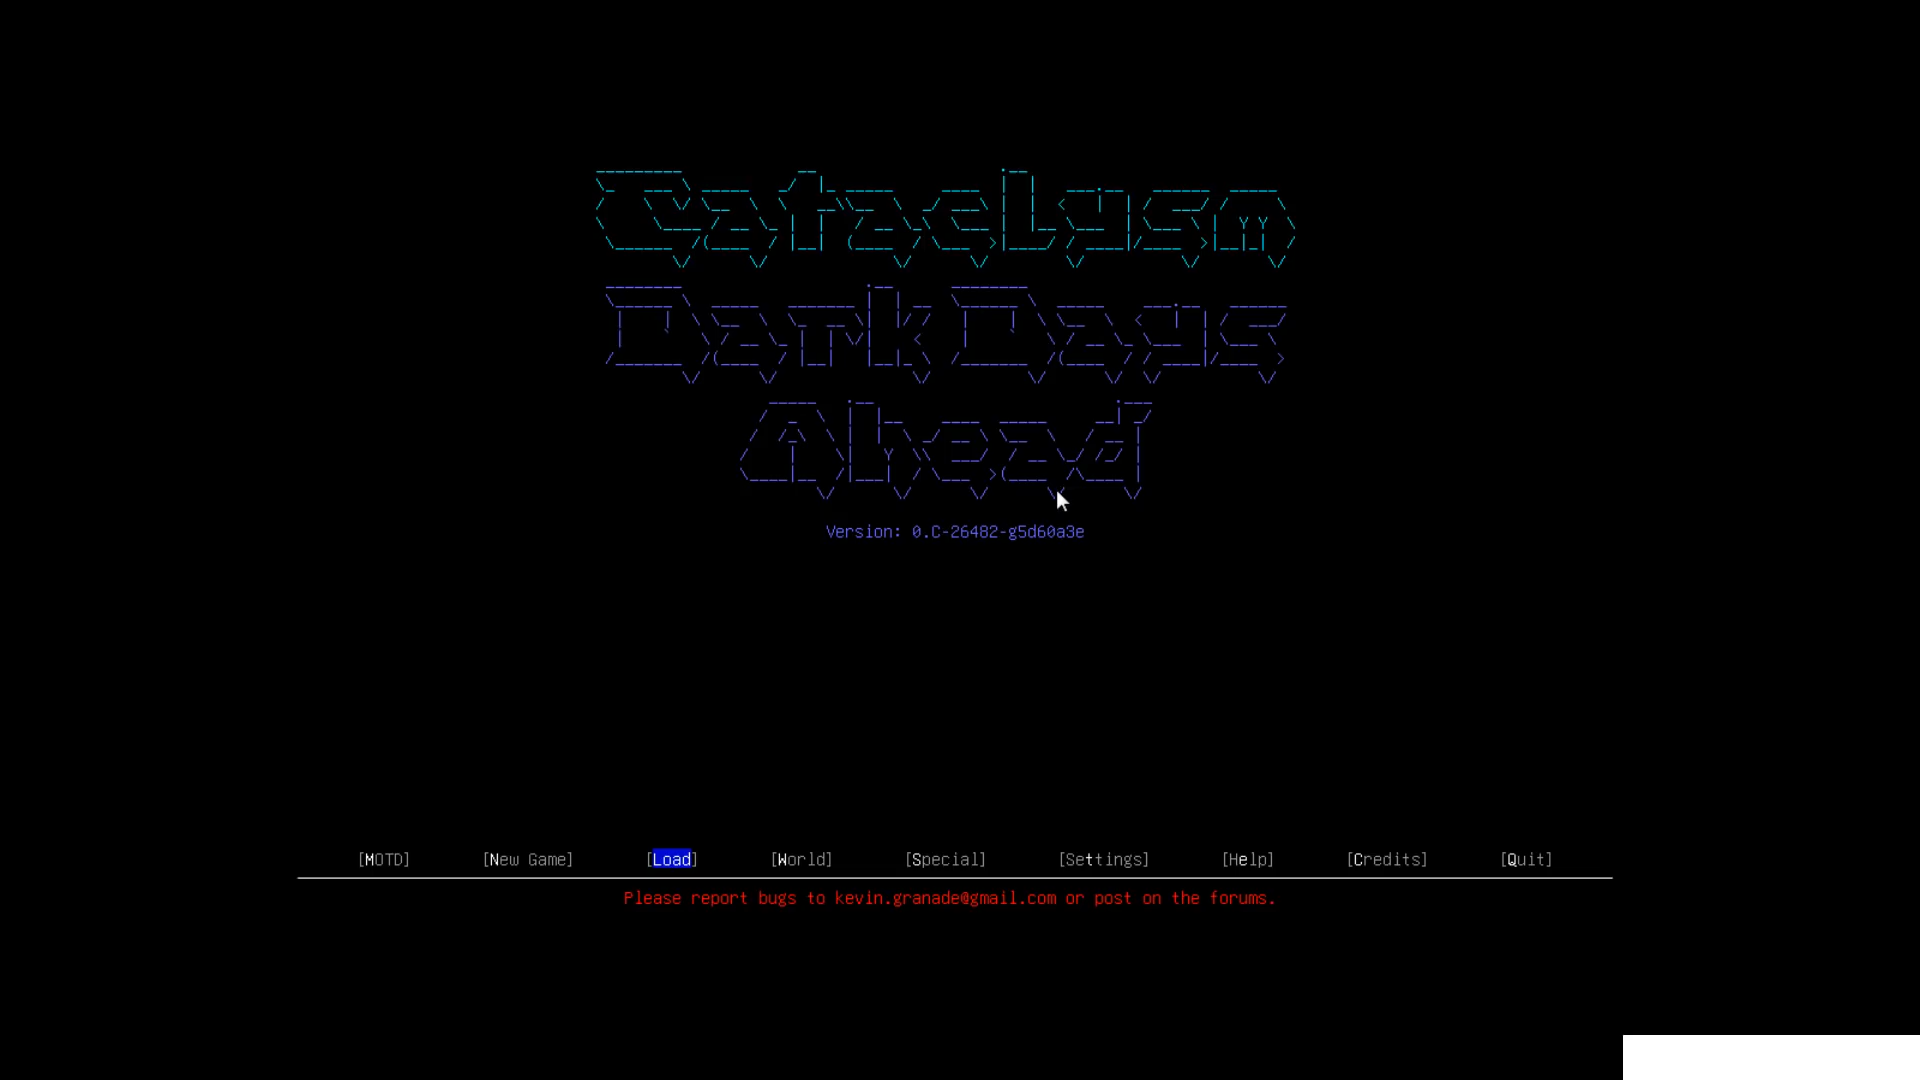 Cataclysm
Dark Days
Ahead
Version: 0.C-26482-g5d60a3e
[MOTD] [New Game] [Load] [World] [Special] [Settings] [Help] [Credits] [Quit]
Please report bugs to kevin.granade@gmail.com or post on the forums.